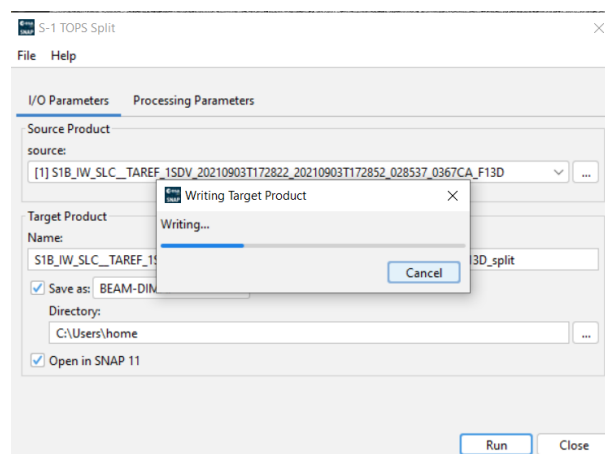 S-1 TOPS Split
File Help
I/O Parameters Processing Parameters
Source Product
source:
[1] S1B_IW_SLC__TAREF_1SDV_20210903T172822_20210903T172852_028537_0367CA_F13D
...
Writing Target Product
Writing...
Cancel
Target Product
Name:
S1B_IW_SLC__TAREF_1S 13D_split
Save as: BEAM-DIM
Directory:
C:\Users\home
...
Open in SNAP 11
Run Close